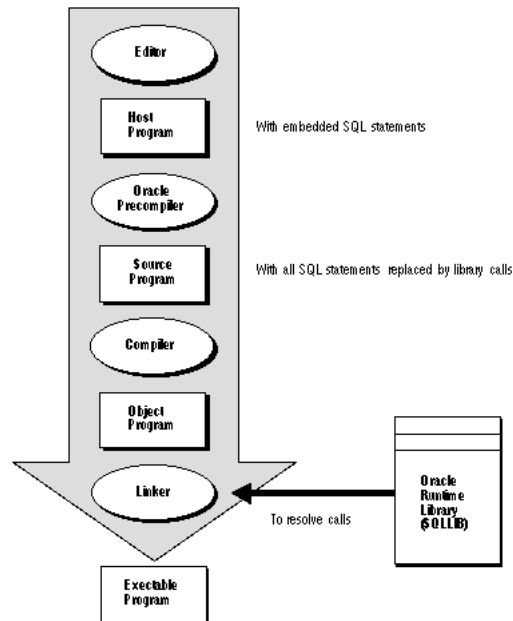 Editor
Host
Program
With embedded SQL statements
Oracle
Precompiler
Source
Program
With all SQL statements replaced by library calls
Compiler
Object
Program
Linker
To resolve calls
Oracle
Runtime
Library
(SQLLIB)
Exectable
Program